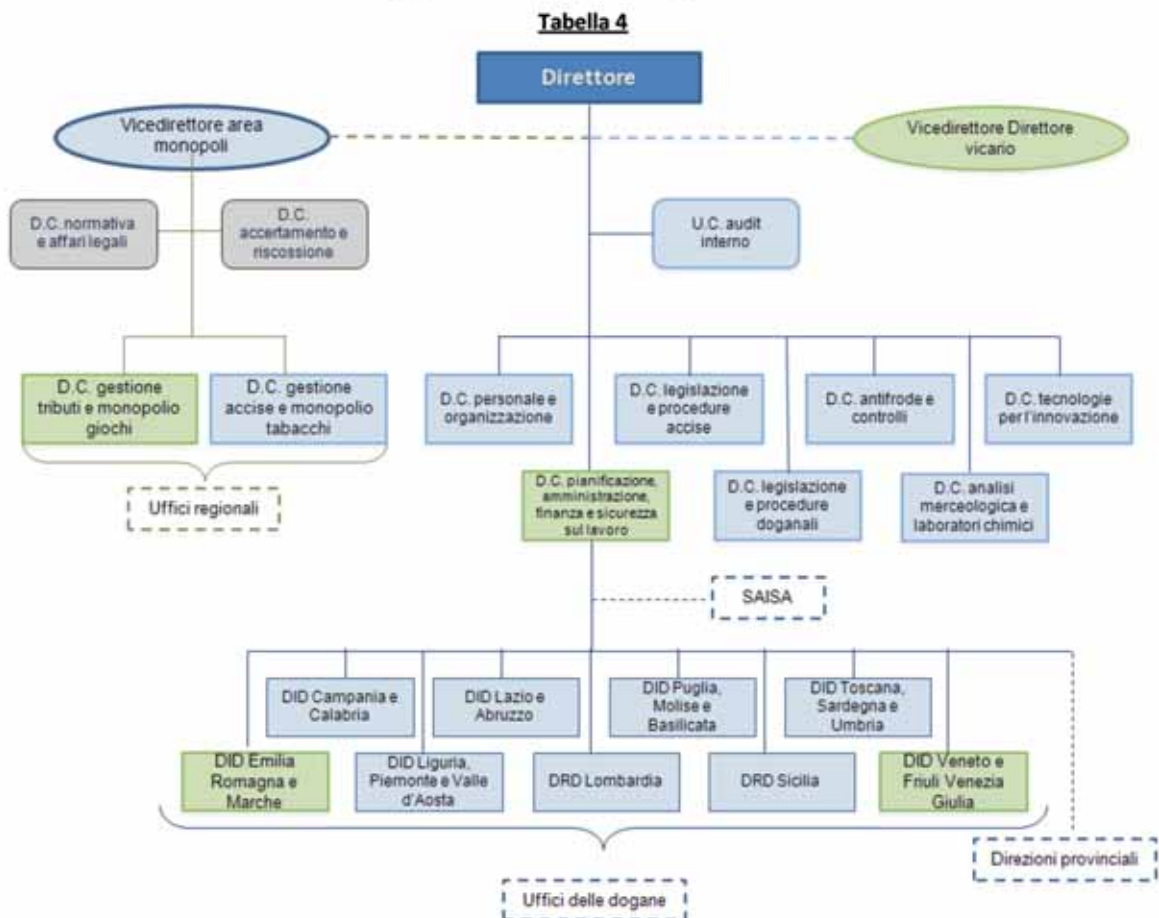 Tabella 4
Direttore
Vicedirettore area
monopoli
Vicedirettore Direttore
vicario
D.C. normativa
e affari legali
D.C.
accertamento e
riscossione
U.C. audit
interno
D.C. gestione
tributi e monopolio
giochi
D.C. gestione
accise e monopolio
tabacchi
D.C. personale e
organizzazione
D.C. legislazione
e procedure
accise
D.C. antifrode e
controlli
D.C. tecnologie
per l'innovazione
Uffici regionali
D.C. pianificazione,
amministrazione,
finanza e sicurezza
sul lavoro
D.C. legislazione
e procedure
doganali
D.C. analisi
merceologica e
laboratori chimici
SAISA
DID Campania e
Calabria
DID Lazio e
Abruzzo
DID Puglia,
Molise e
Basilicata
DID Toscana,
Sardegna e
Umbria
DID Emilia
Romagna e
Marche
DID Liguria,
Piemonte e Valle
d'Aosta
DRD Lombardia
DRD Sicilia
DID Veneto e
Friuli Venezia
Giulia
Direzioni provinciali
Uffici delle dogane